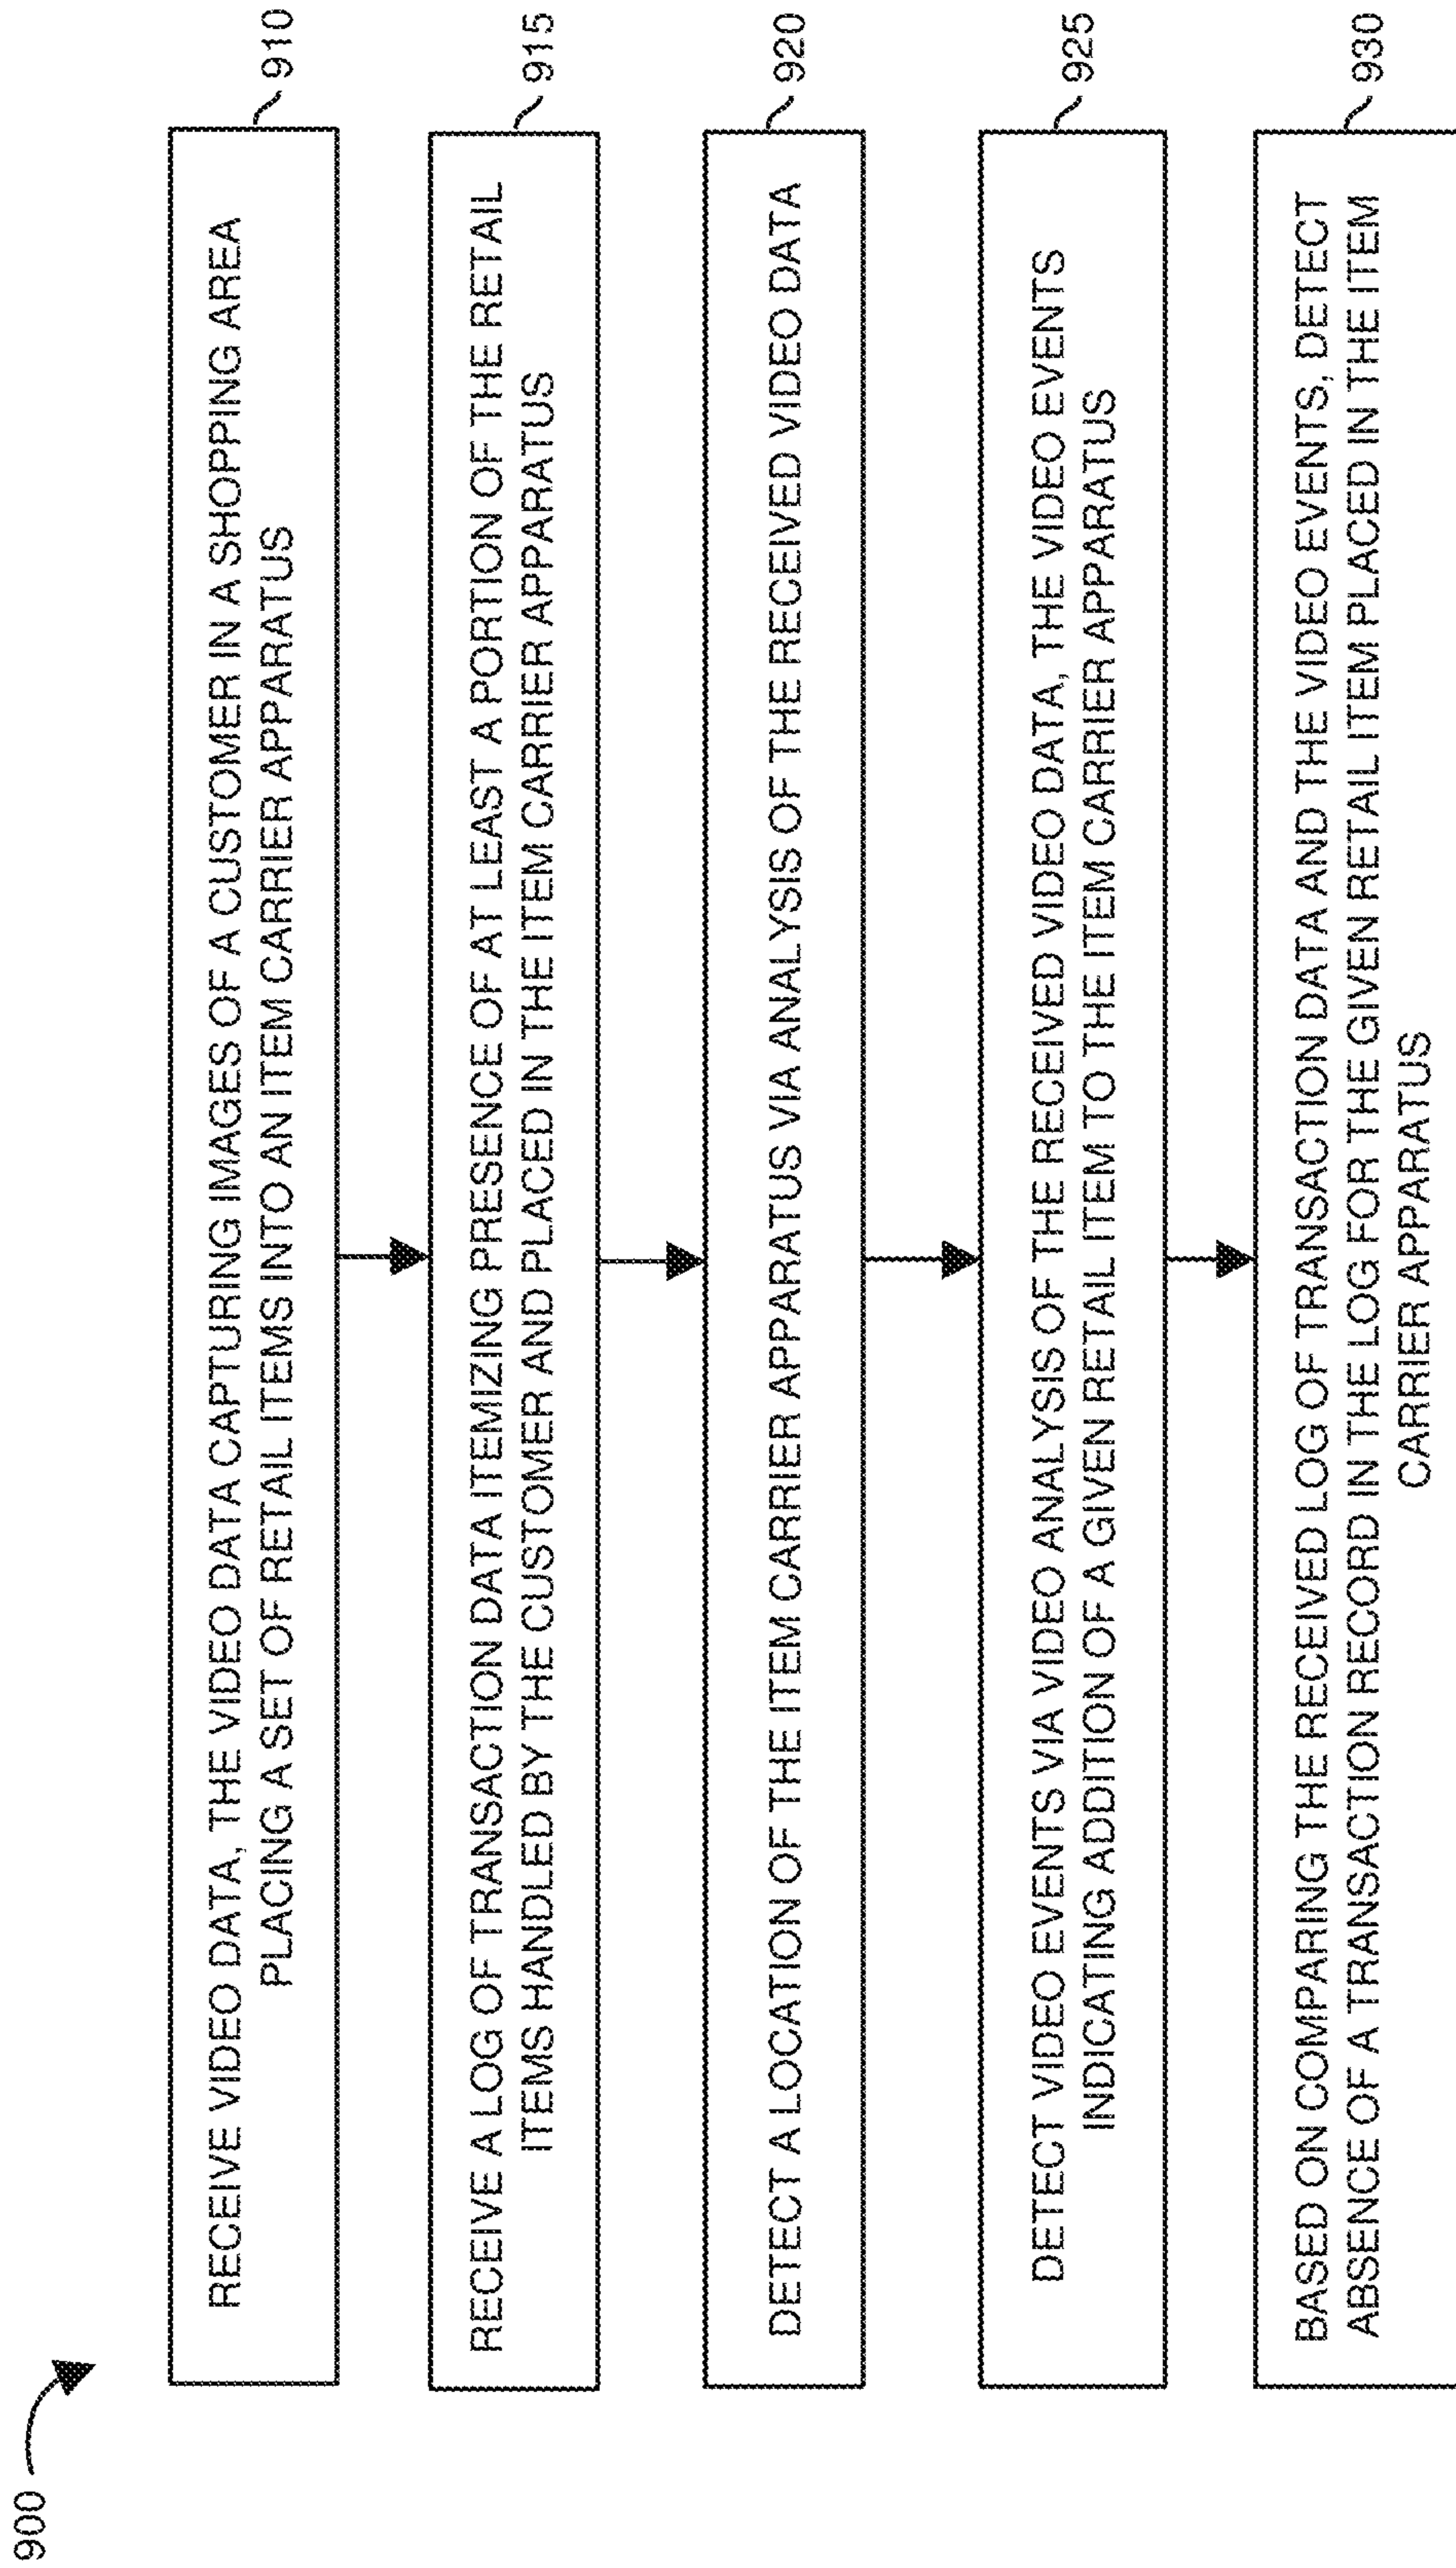 900
RECEIVE VIDEO DATA, THE VIDEO DATA CAPTURING IMAGES OF A CUSTOMER IN A SHOPPING AREA
PLACING A SET OF RETAIL ITEMS INTO AN ITEM CARRIER APPARATUS
910
RECEIVE A LOG OF TRANSACTION DATA ITEMIZING PRESENCE OF AT LEAST A PORTION OF THE RETAIL
ITEMS HANDLED BY THE CUSTOMER AND PLACED IN THE ITEM CARRIER APPARATUS
915
DETECT A LOCATION OF THE ITEM CARRIER APPARATUS VIA ANALYSIS OF THE RECEIVED VIDEO DATA
920
DETECT VIDEO EVENTS VIA VIDEO ANALYSIS OF THE RECEIVED VIDEO DATA, THE VIDEO EVENTS
INDICATING ADDITION OF A GIVEN RETAIL ITEM TO THE ITEM CARRIER APPARATUS
925
BASED ON COMPARING THE RECEIVED LOG OF TRANSACTION DATA AND THE VIDEO EVENTS, DETECT
ABSENCE OF A TRANSACTION RECORD IN THE LOG FOR THE GIVEN RETAIL ITEM PLACED IN THE ITEM
CARRIER APPARATUS
930